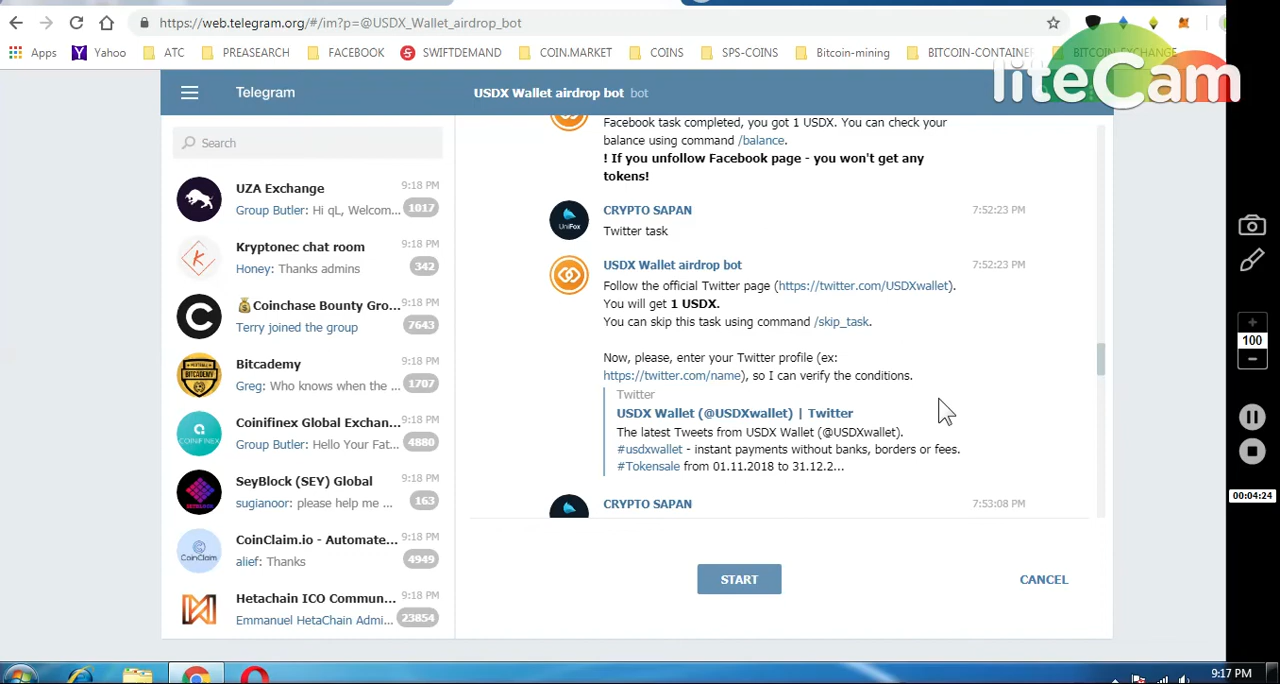 https://web.telegram.org/#/im?p=@USDX_Wallet_airdrop_bot
Apps Yahoo ATC PREASEARCH FACEBOOK SWIFTDEMAND COIN.MARKET COINS SPS-COINS Bitcoin-mining BITCOIN-CONTAINER BITCOIN-EXCHANGE
liteCam
Telegram
USDX Wallet airdrop bot bot
Search
UZA Exchange 9:18 PM
Group Butler: Hi qL, Welcom... 1017
Kryptonec chat room 9:18 PM
Honey: Thanks admins 342
💰Coinchase Bounty Gro... 9:18 PM
Terry joined the group 7643
Bitcademy 9:18 PM
Greg: Who knows when the ... 1707
Coinifinex Global Exchan... 9:18 PM
Group Butler: Hello Your Fat... 4880
SeyBlock (SEY) Global 9:18 PM
sugianoor: please help me ... 163
CoinClaim.io - Automate... 9:18 PM
alief: Thanks 4949
Hetachain ICO Commun... 9:18 PM
Emmanuel HetaChain Admi... 23854
Facebook task completed, you got 1 USDX. You can check your
balance using command /balance.
! If you unfollow Facebook page - you won't get any
tokens!
CRYPTO SAPAN 7:52:23 PM
Twitter task
UniFox
USDX Wallet airdrop bot 7:52:23 PM
Follow the official Twitter page (https://twitter.com/USDXwallet).
You will get 1 USDX.
You can skip this task using command /skip_task.
Now, please, enter your Twitter profile (ex:
https://twitter.com/name), so I can verify the conditions.
Twitter
USDX Wallet (@USDXwallet) | Twitter
The latest Tweets from USDX Wallet (@USDXwallet).
#usdxwallet - instant payments without banks, borders or fees.
#Tokensale from 01.11.2018 to 31.12.2...
CRYPTO SAPAN 7:53:08 PM
START
CANCEL
100
00:04:24
9:17 PM